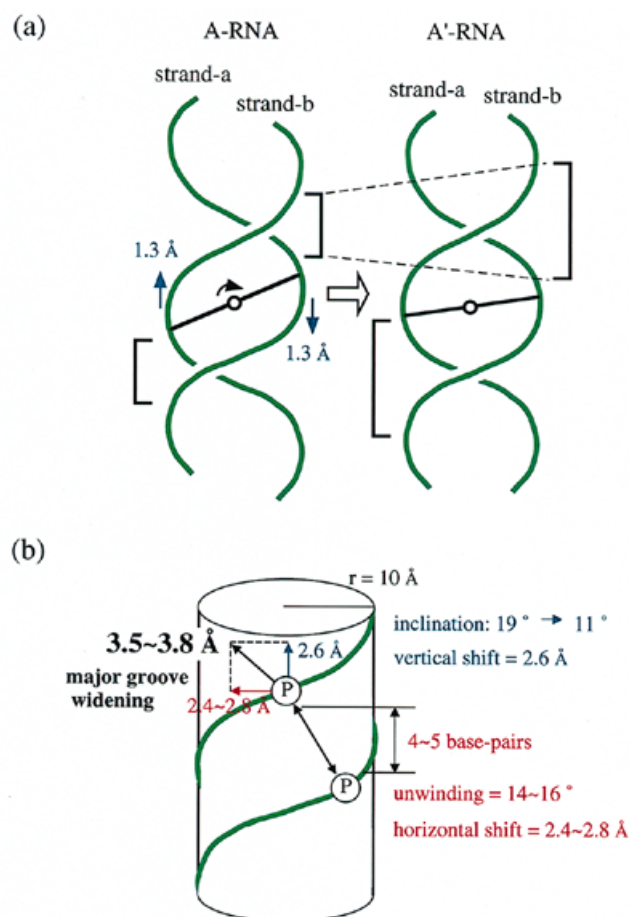 (a)
A-RNA
A'-RNA
strand-a
strand-b
strand-a
strand-b
1.3 Å
1.3 Å
(b)
r = 10 Å
3.5~3.8 Å
major groove
widening
2.6 Å
2.4~2.8 Å
P
P
inclination: 19 ° → 11 °
vertical shift = 2.6 Å
4~5 base-pairs
unwinding = 14~16 °
horizontal shift = 2.4~2.8 Å